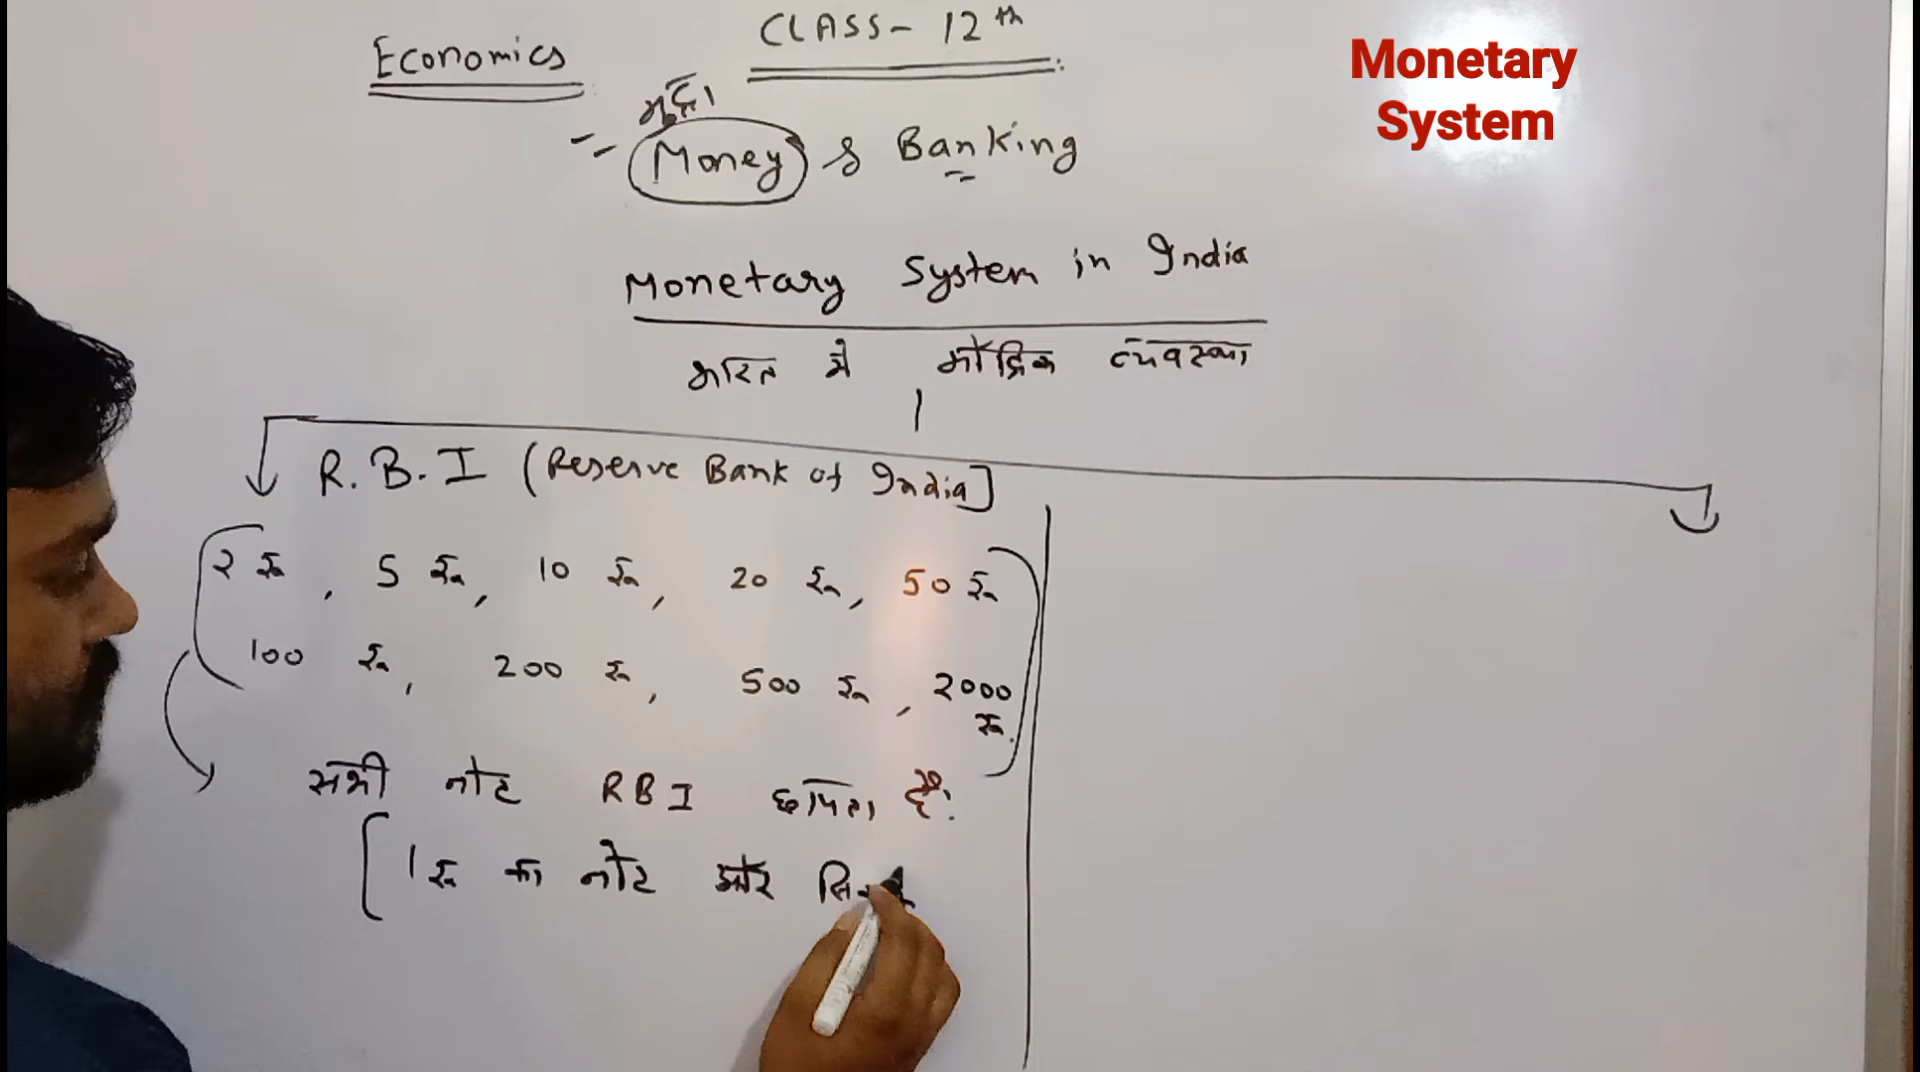 Economics
CLASS - 12th
Monetary
System
मुद्रा
Money & Banking
Monetary System in India
भारत में मौद्रिक व्यवस्था
R.B.I (Reserve Bank of India]
2 रू, 5 रू, 10 रू, 20 रू, 50 रू
100 रू, 200 रू, 500 रू, 2000
रू.
सभी नोट RBI छापता है:
[1 रू का नोट और